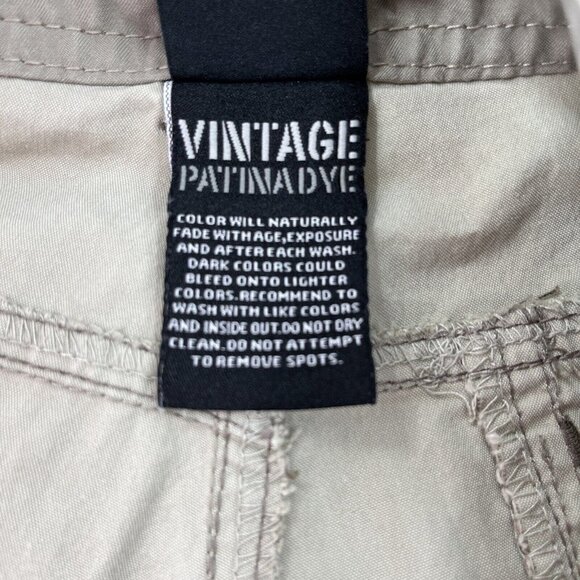 VINTAGE
PATINADYE
COLOR WILL NATURALLY
FADE WITH AGE,EXPOSURE
AND AFTER EACH WASH.
DARK COLORS COULD
BLEED ONTO LIGHTER
COLORS.RECOMMEND TO
WASH WITH LIKE COLORS
AND INSIDE OUT.DO NOT DRY
CLEAN.DO NOT ATTEMPT
TO REMOVE SPOTS.